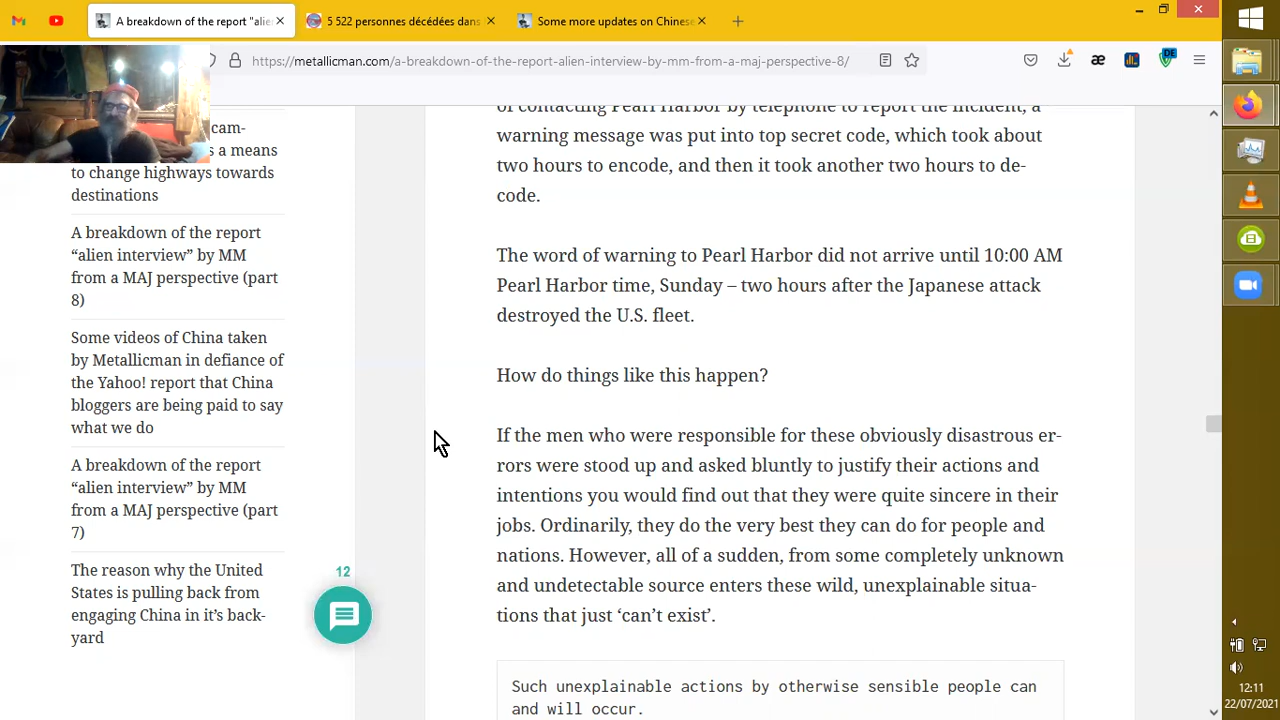 A breakdown of the report "alie
5 522 personnes décédées dans
Some more updates on Chinese
https://metallicman.com/a-breakdown-of-the-r
-alien-interview-by-mm-from-a-maj-perspective-8/
æ
DE
cam-
s a means
to change highways towards
destinations
A breakdown of the report
“alien interview” by MM
from a MAJ perspective (part
8)
Some videos of China taken
by Metallicman in defiance of
the Yahoo! report that China
bloggers are being paid to say
what we do
A breakdown of the report
“alien interview” by MM
from a MAJ perspective (part
7)
The reason why the United
States is pulling back from
engaging China in it’s back-
yard
12
of contacting Pearl Harbor by telephone to report the incident, a
warning message was put into top secret code, which took about
two hours to encode, and then it took another two hours to de-
code.
The word of warning to Pearl Harbor did not arrive until 10:00 AM
Pearl Harbor time, Sunday – two hours after the Japanese attack
destroyed the U.S. fleet.
How do things like this happen?
If the men who were responsible for these obviously disastrous er-
rors were stood up and asked bluntly to justify their actions and
intentions you would find out that they were quite sincere in their
jobs. Ordinarily, they do the very best they can do for people and
nations. However, all of a sudden, from some completely unknown
and undetectable source enters these wild, unexplainable situa-
tions that just ‘can’t exist’.
Such unexplainable actions by otherwise sensible people can
and will occur.
12:11
22/07/2021